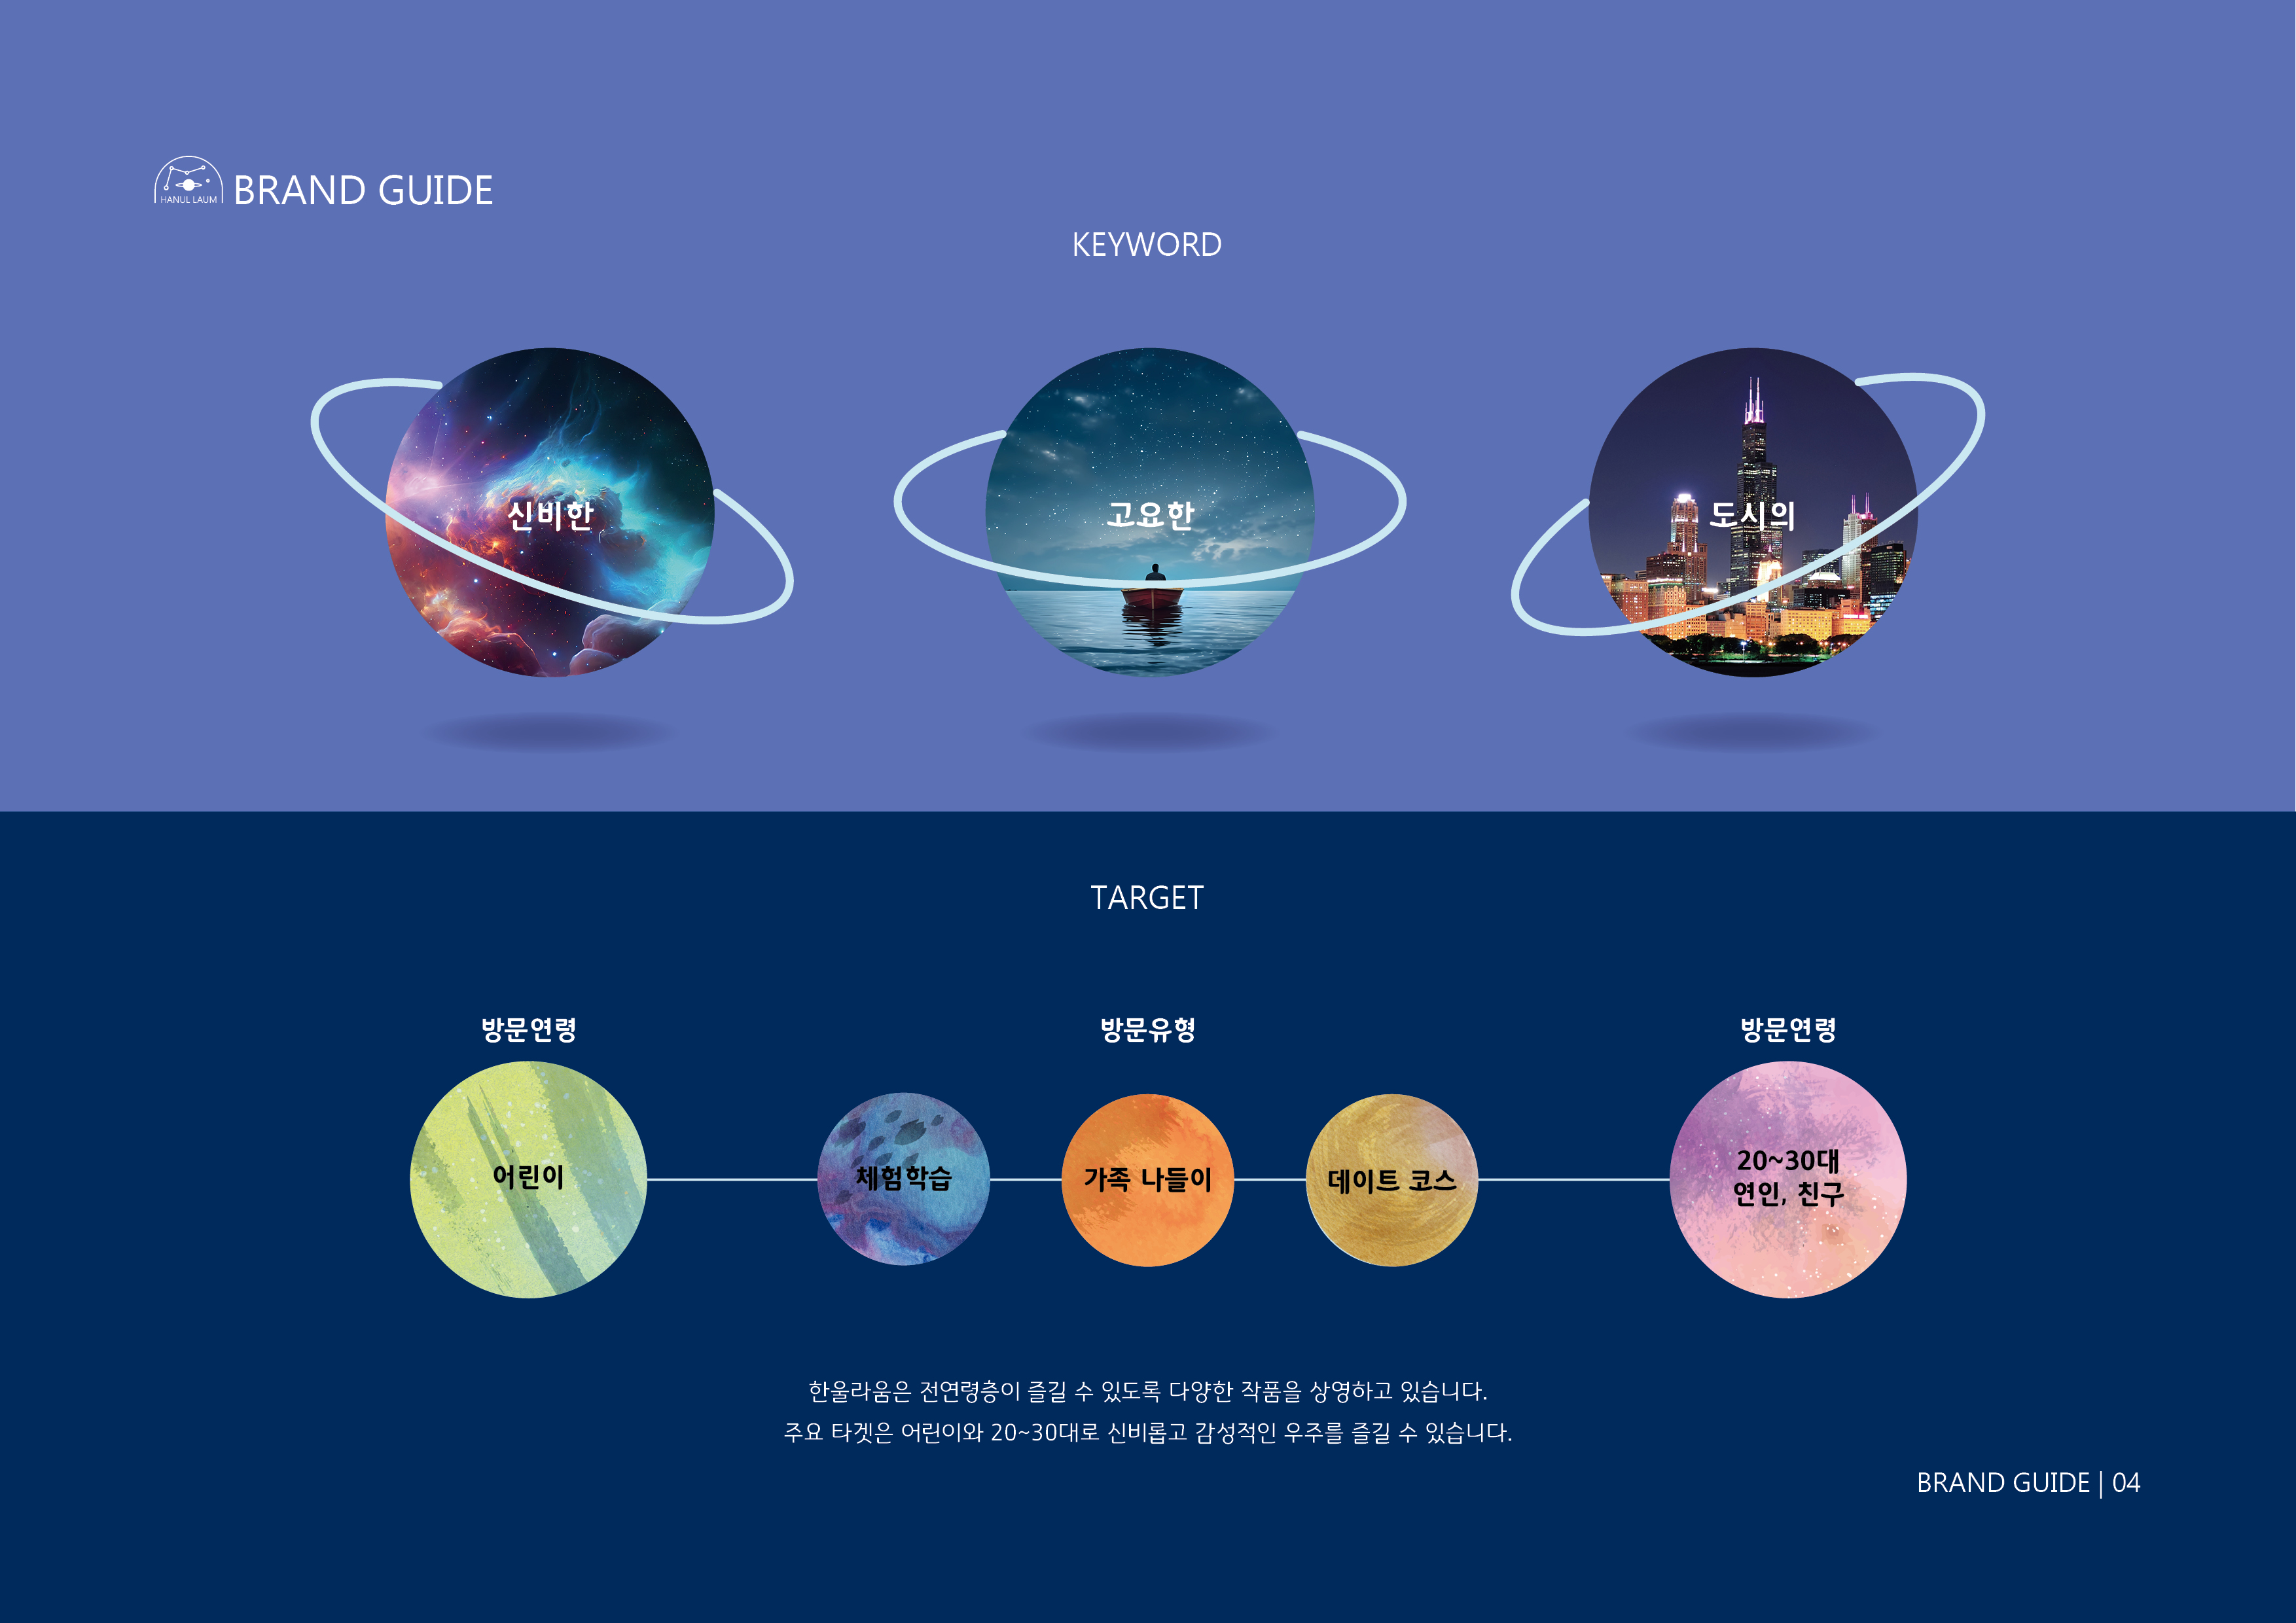 HANUL LAUM
BRAND GUIDE
KEYWORD
신비한
고요한
도시의
TARGET
방문연령
방문유형
방문연령
어린이
체험학습
가족 나들이
데이트 코스
20~30대
연인, 친구
한울라움은 전연령층이 즐길 수 있도록 다양한 작품을 상영하고 있습니다.
주요 타겟은 어린이와 20~30대로 신비롭고 감성적인 우주를 즐길 수 있습니다.
BRAND GUIDE | 04